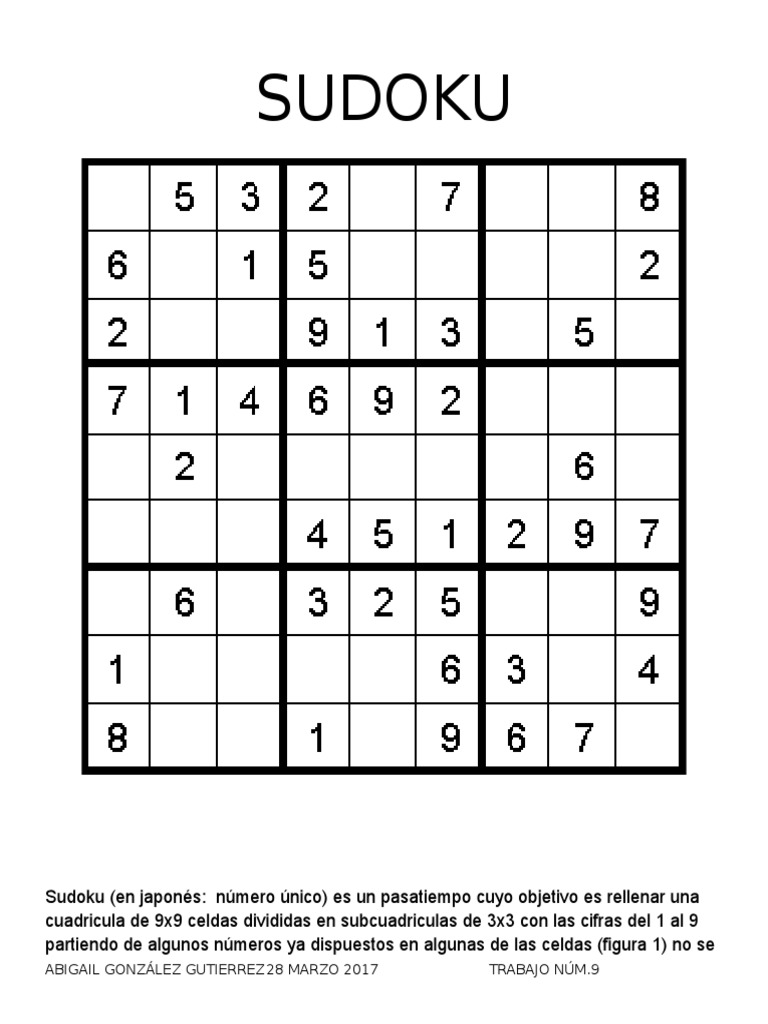 SUDOKU
5 3 2 7 8
6 1 5 2
2 9 1 3 5
7 1 4 6 9 2
2 6
4 5 1 2 9 7
6 3 2 5 9
1 6 3 4
8 1 9 6 7
Sudoku (en japonés:  número único) es un pasatiempo cuyo objetivo es rellenar una
cuadricula de 9x9 celdas divididas en subcuadriculas de 3x3 con las cifras del 1 al 9
partiendo de algunos números ya dispuestos en algunas de las celdas (figura 1) no se
ABIGAIL GONZÁLEZ GUTIERREZ28 MARZO 2017 TRABAJO NÚM.9